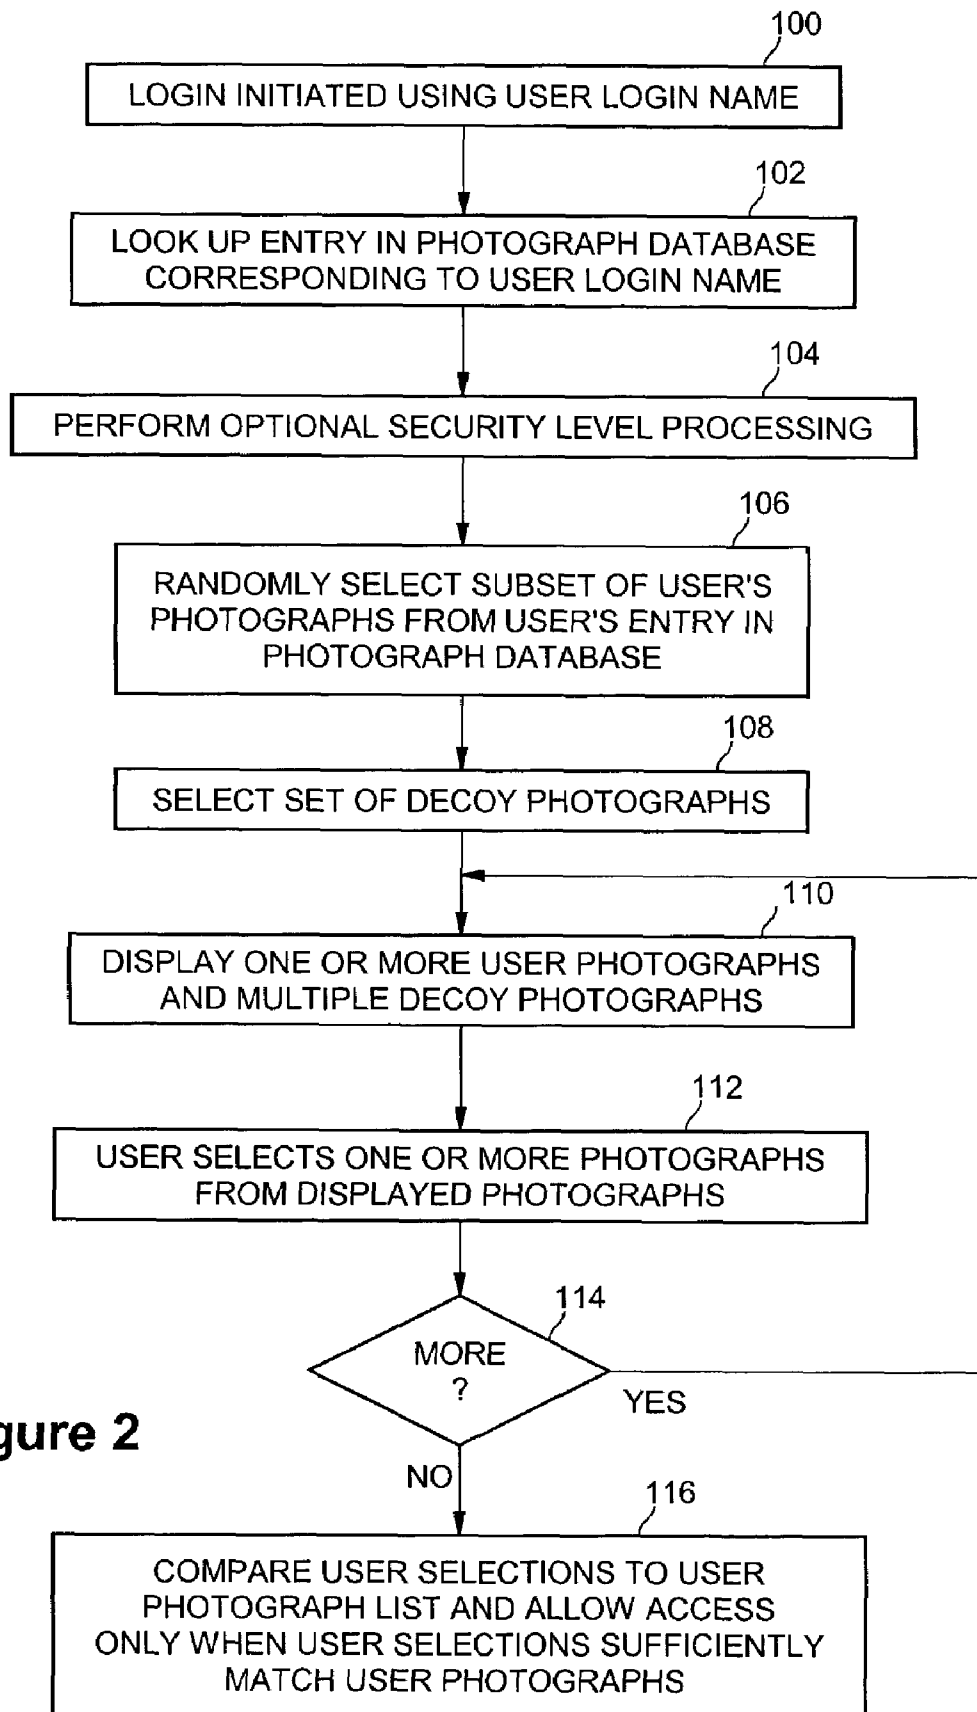 100
LOGIN INITIATED USING USER LOGIN NAME
102
LOOK UP ENTRY IN PHOTOGRAPH DATABASE
CORRESPONDING TO USER LOGIN NAME
104
PERFORM OPTIONAL SECURITY LEVEL PROCESSING
106
RANDOMLY SELECT SUBSET OF USER'S
PHOTOGRAPHS FROM USER'S ENTRY IN
PHOTOGRAPH DATABASE
108
SELECT SET OF DECOY PHOTOGRAPHS
110
DISPLAY ONE OR MORE USER PHOTOGRAPHS
AND MULTIPLE DECOY PHOTOGRAPHS
112
USER SELECTS ONE OR MORE PHOTOGRAPHS
FROM DISPLAYED PHOTOGRAPHS
114
MORE
?
YES
gure 2
NO
116
COMPARE USER SELECTIONS TO USER
PHOTOGRAPH LIST AND ALLOW ACCESS
ONLY WHEN USER SELECTIONS SUFFICIENTLY
MATCH USER PHOTOGRAPHS